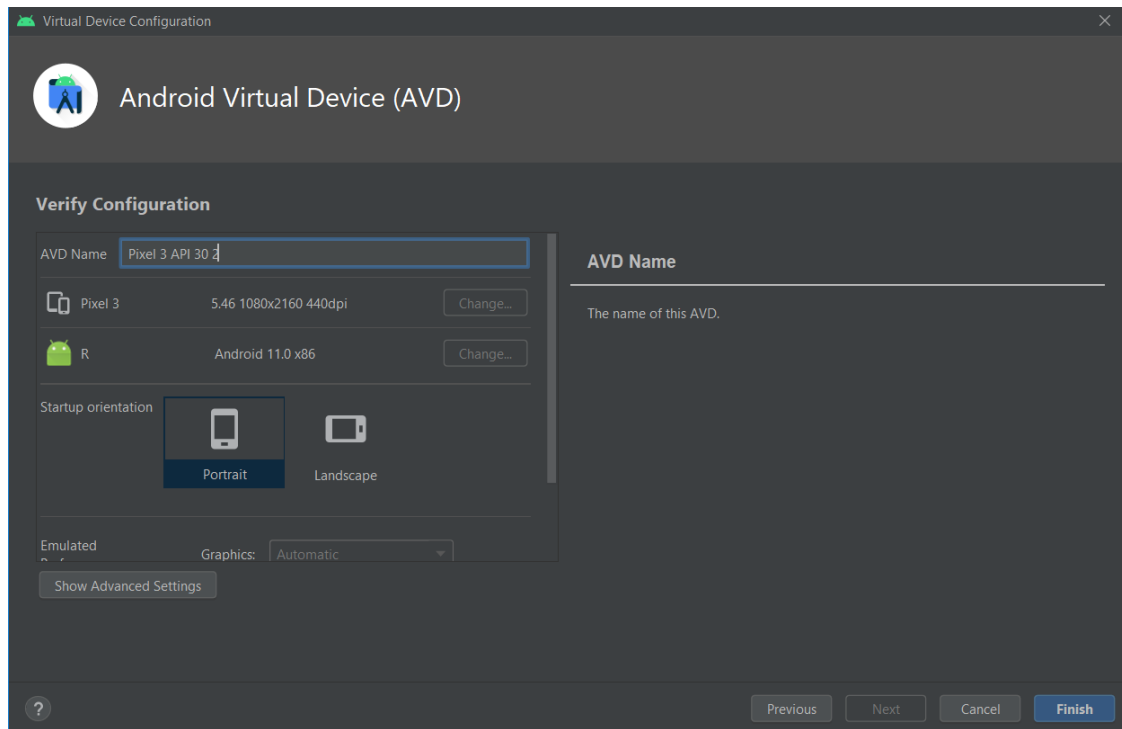 Virtual Device Configuration
Android Virtual Device (AVD)
Verify Configuration
AVD Name Pixel 3 API 30 2
Pixel 3 5.46 1080x2160 440dpi Change...
R Android 11.0 x86 Change...
Startup orientation
Portrait
Landscape
Emulated
Graphics: Automatic
Show Advanced Settings
AVD Name
The name of this AVD.
?
Previous Next Cancel Finish